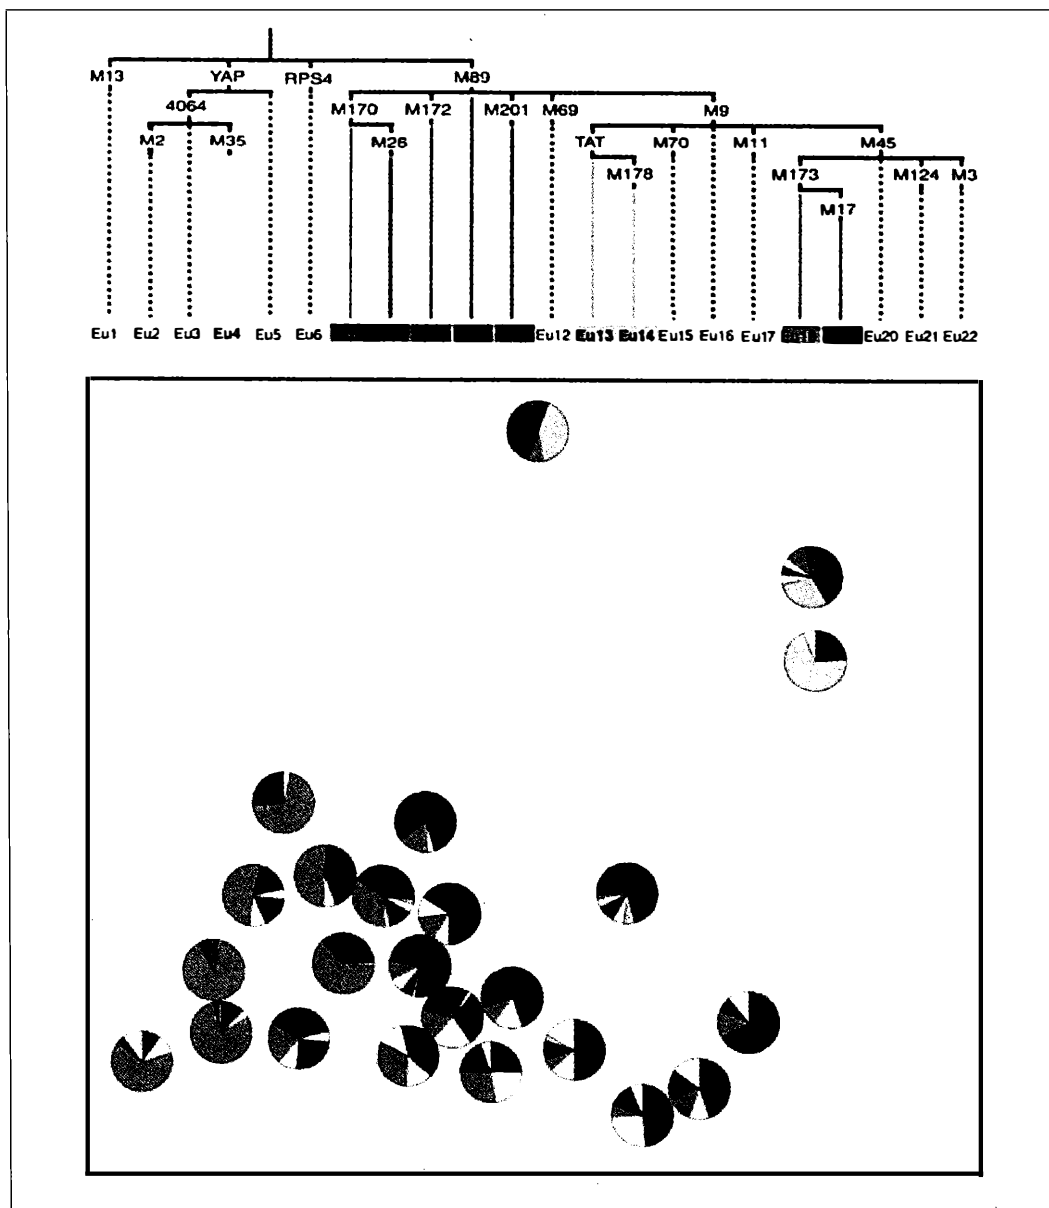 M13 YAP RPS4 M89
4064 M170 M172 M201 M69 M9
M2 M35 M26 TAT M70 M11 M45
M178 M173 M124 M3
M17
Eu1 Eu2 Eu3 Eu4 Eu5 Eu6 Eu12 Eu13 Eu14 Eu15 Eu16 Eu17 Eu20 Eu21 Eu22